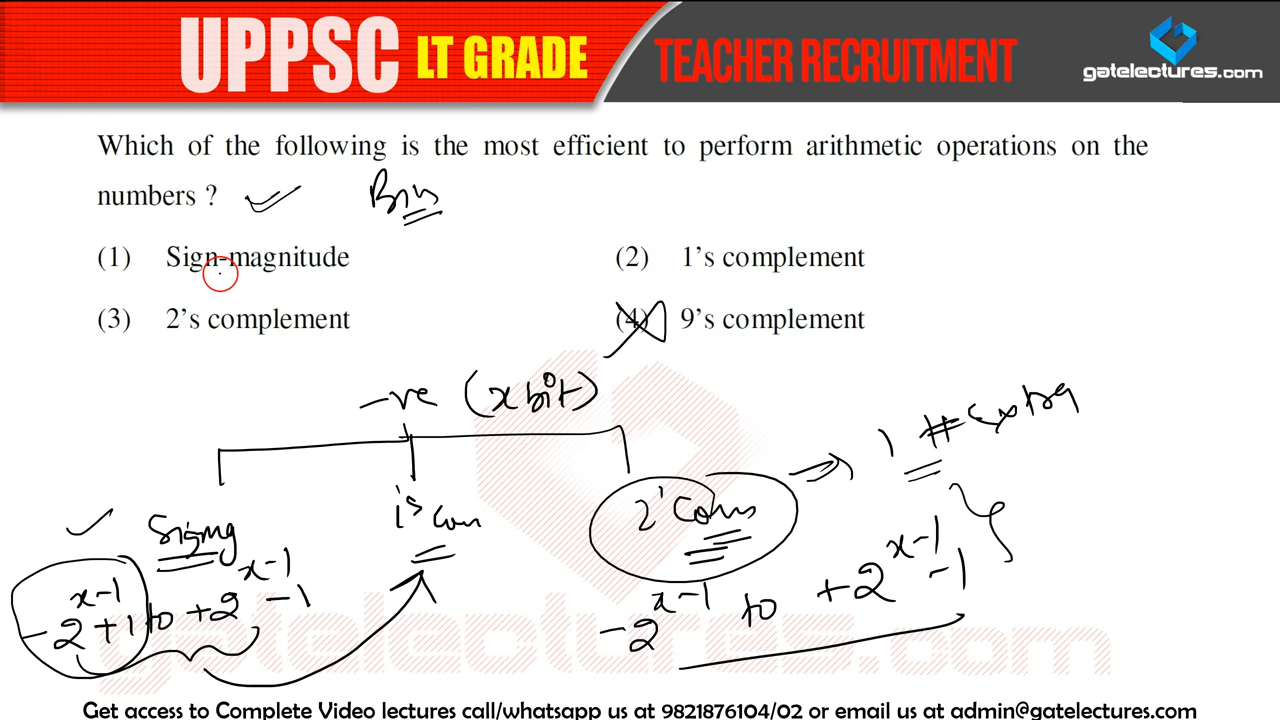 UPPSC LT GRADE TEACHER RECRUITMENT
gatelectures.com
Which of the following is the most efficient to perform arithmetic operations on the
numbers ?
(1) Sign-magnitude (2) 1's complement
(3) 2's complement (4) 9's complement
-ve (x bit)
1 # Extra
1's Com
2' Com
-2^{x-1}+1 to +2^{x-1}-1
-2^{x-1} to +2^{x-1}-1
gatelectures.com
Get access to Complete Video lectures call/whatsapp us at 9821876104/02 or email us at admin@gatelectures.com